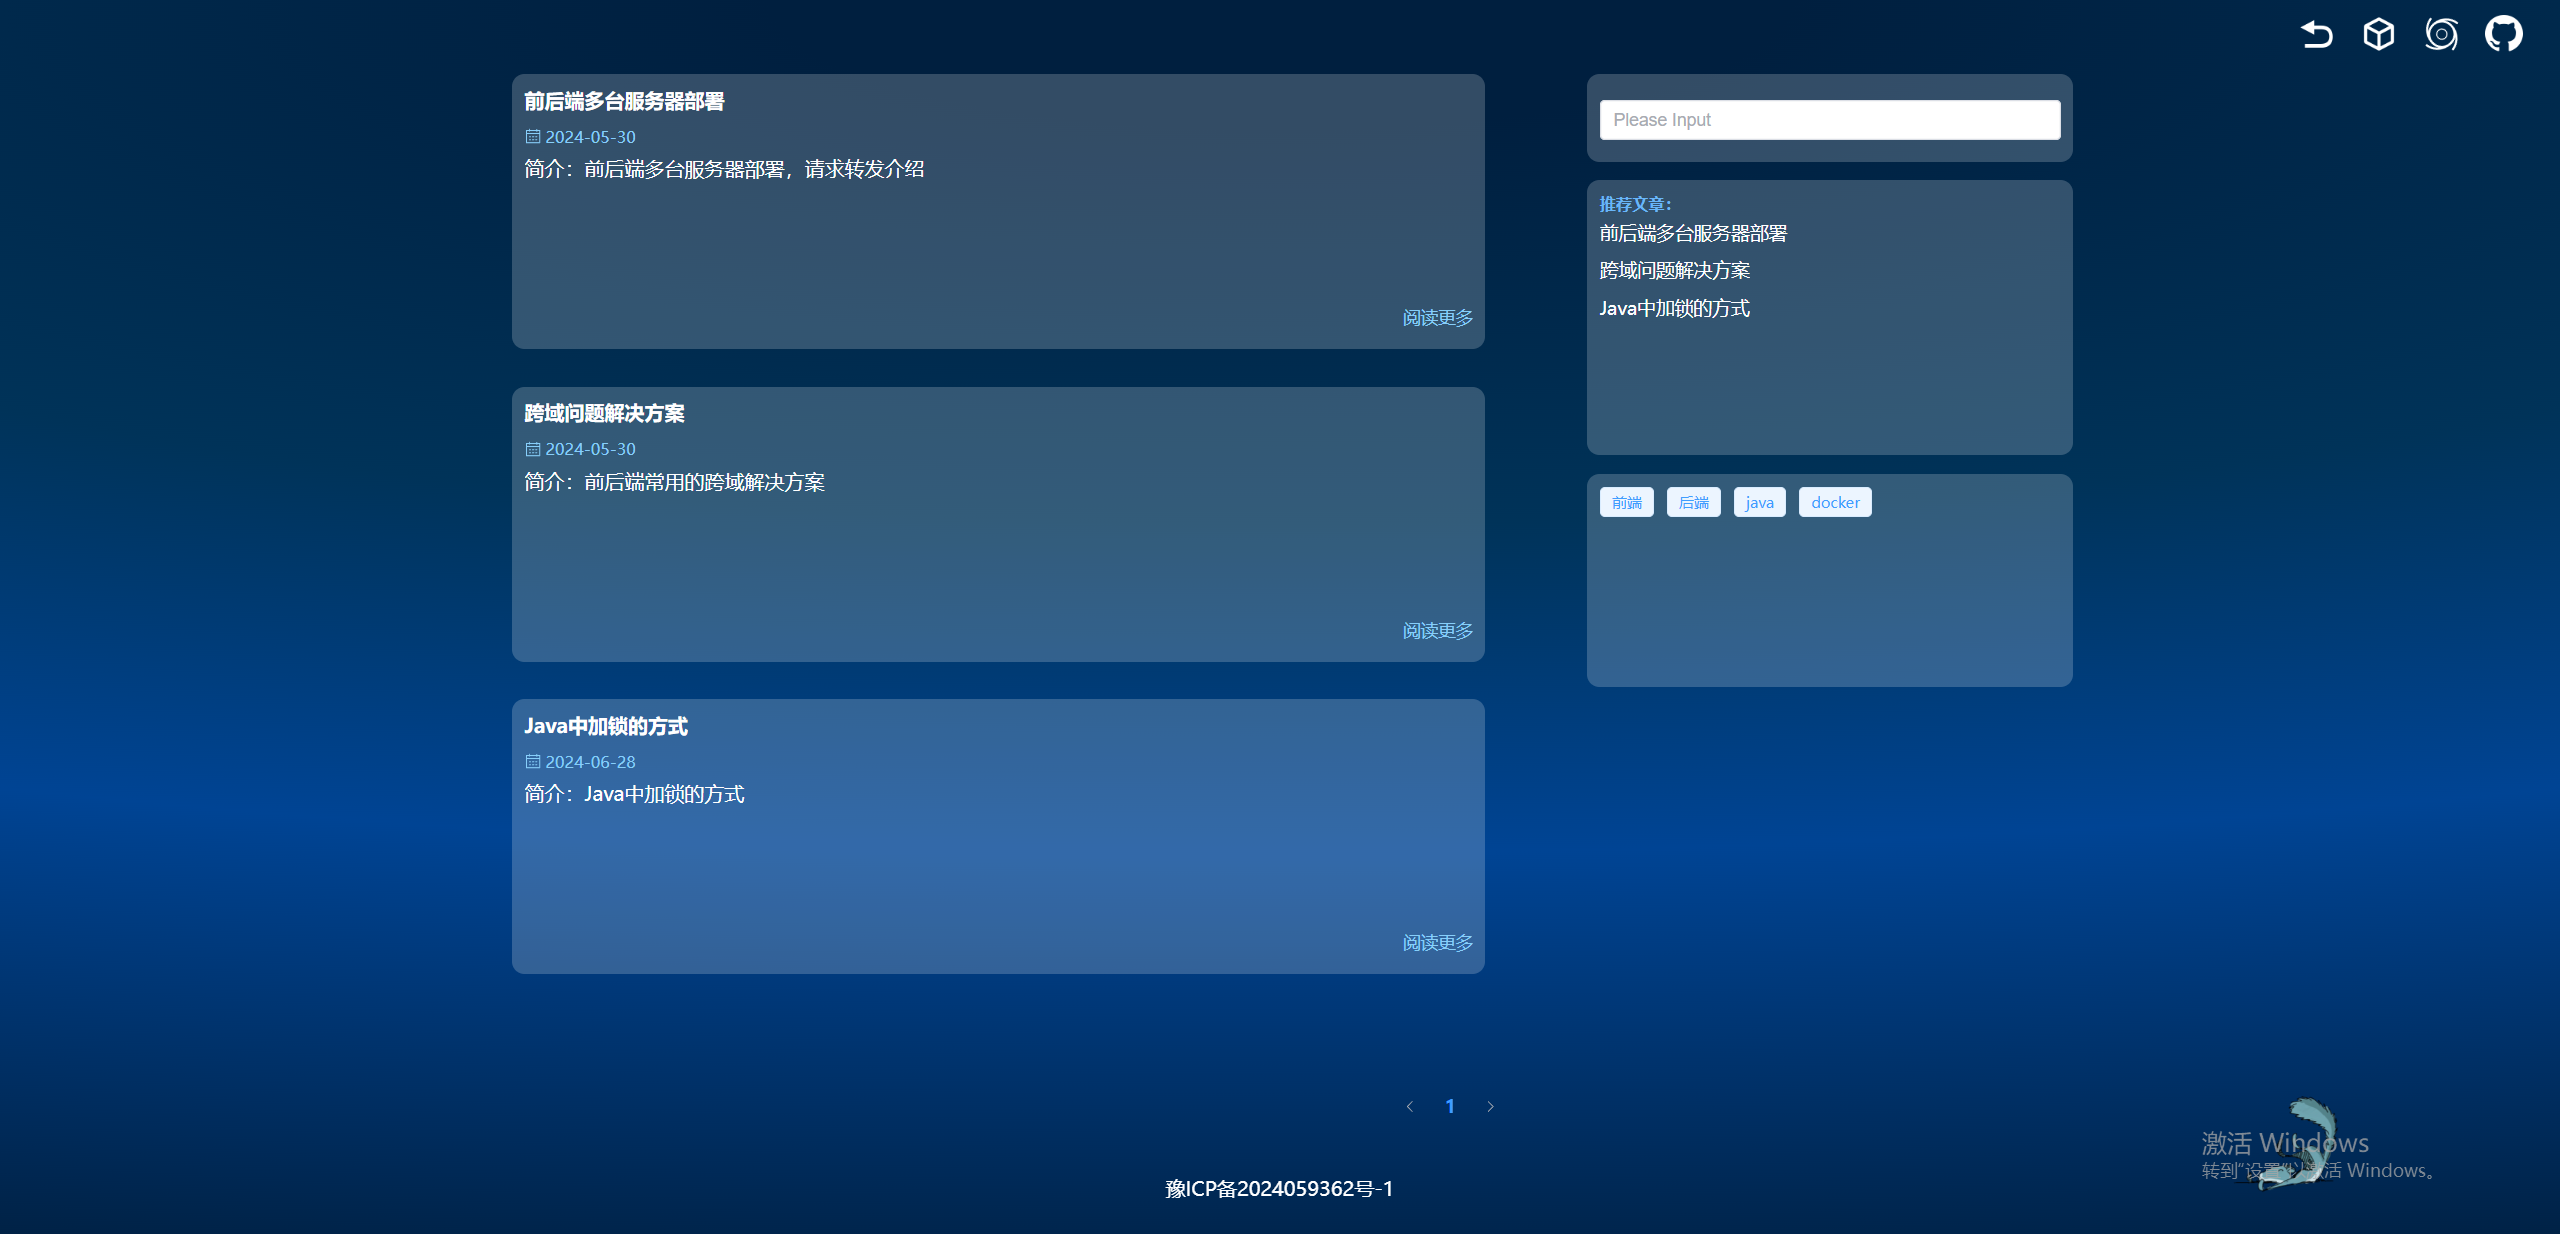 前后端多台服务器部署
2024-05-30
简介：前后端多台服务器部署，请求转发介绍
阅读更多
跨域问题解决方案
2024-05-30
简介：前后端常用的跨域解决方案
阅读更多
Java中加锁的方式
2024-06-28
简介：Java中加锁的方式
阅读更多
Please Input
推荐文章：
前后端多台服务器部署
跨域问题解决方案
Java中加锁的方式
前端 后端 java docker
1
豫ICP备2024059362号-1
激活 Windows
转到"设置"以激活 Windows。